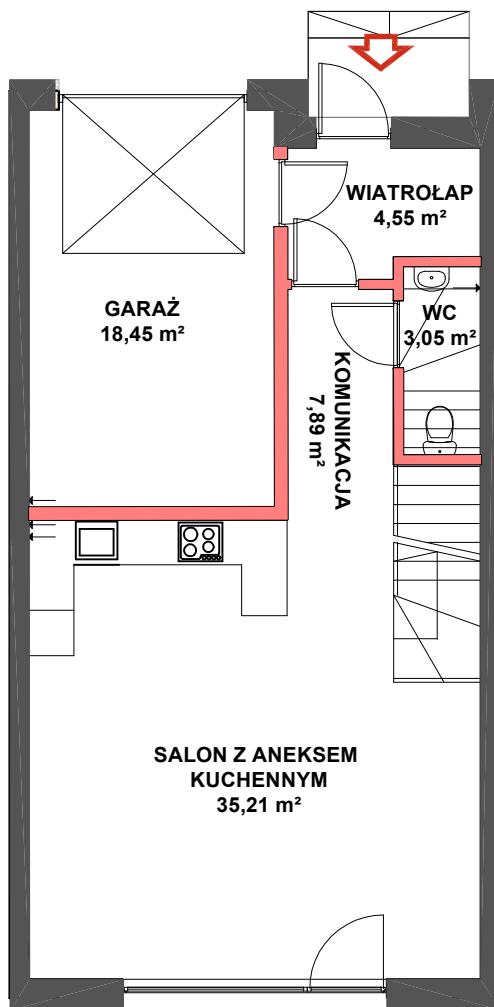 WIATROŁAP
4,55 m²
GARAŻ
18,45 m²
WC
3,05 m²
KOMUNIKACJA
7,89 m²
SALON Z ANEKSEM
KUCHENNYM
35,21 m²